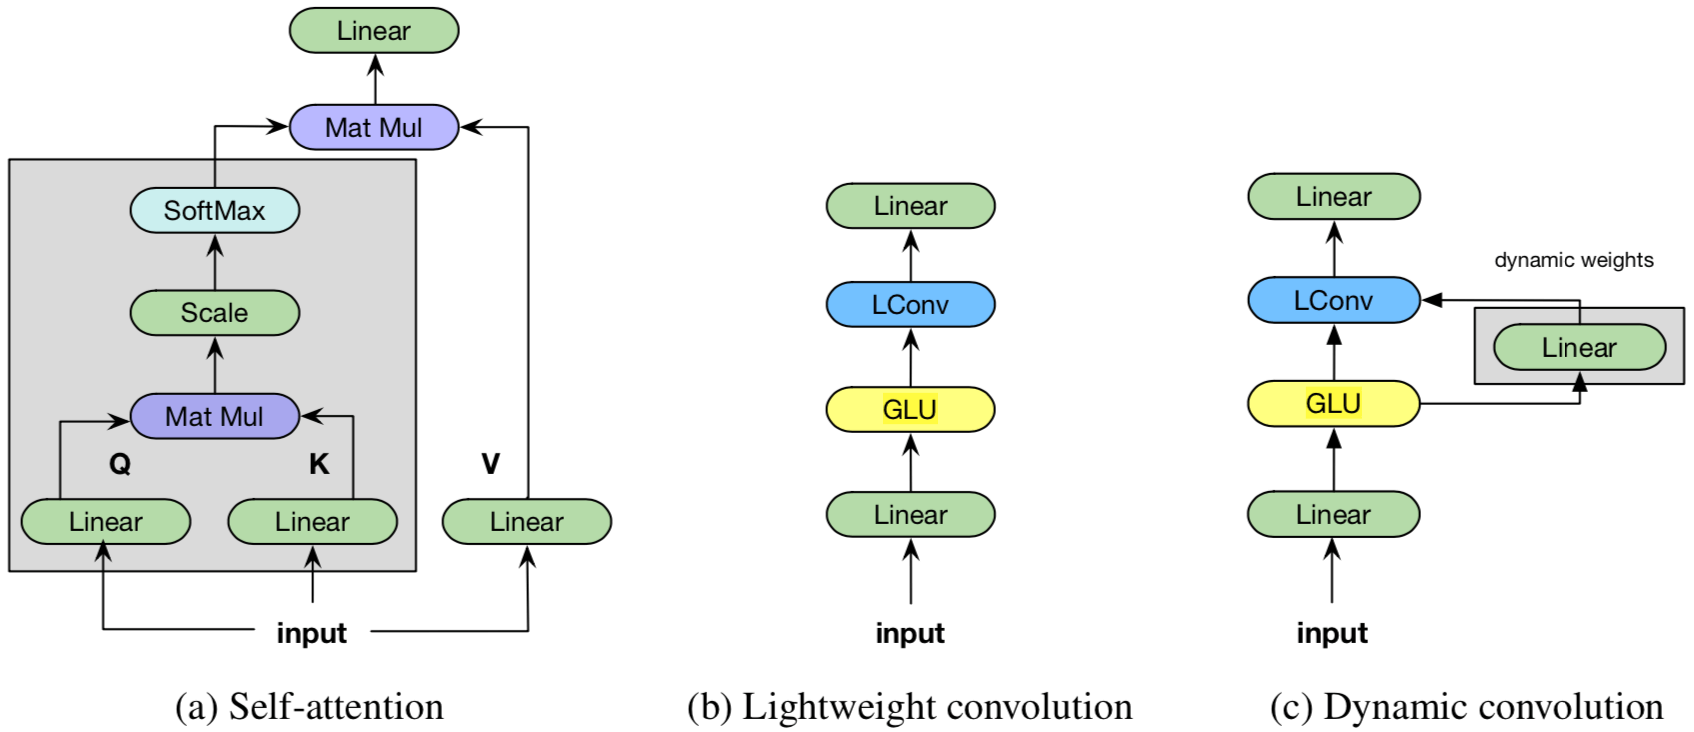 Linear
Mat Mul
SoftMax
Scale
Mat Mul
Q
K
V
Linear
Linear
Linear
input
(a) Self-attention
Linear
LConv
GLU
Linear
input
(b) Lightweight convolution
Linear
dynamic weights
LConv
Linear
GLU
Linear
input
(c) Dynamic convolution